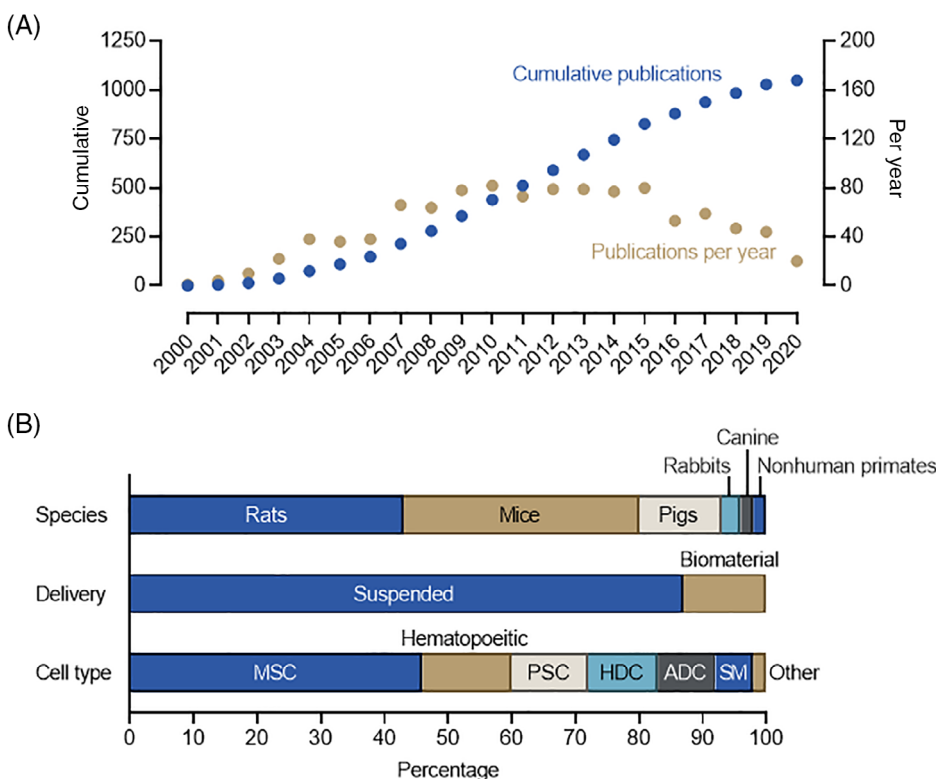 (A)
1250
1000
750
500
250
0
Cumulative
200
160
120
80
40
0
Per year
Cumulative publications
Publications per year
2000
2001
2002
2003
2004
2005
2006
2007
2008
2009
2010
2011
2012
2013
2014
2015
2016
2017
2018
2019
2020
(B)
Canine
Rabbits
Nonhuman primates
Species
Rats
Mice
Pigs
Biomaterial
Delivery
Suspended
Hematopoeitic
Cell type
MSC
PSC
HDC
ADC
SM
Other
0
10
20
30
40
50
60
70
80
90
100
Percentage